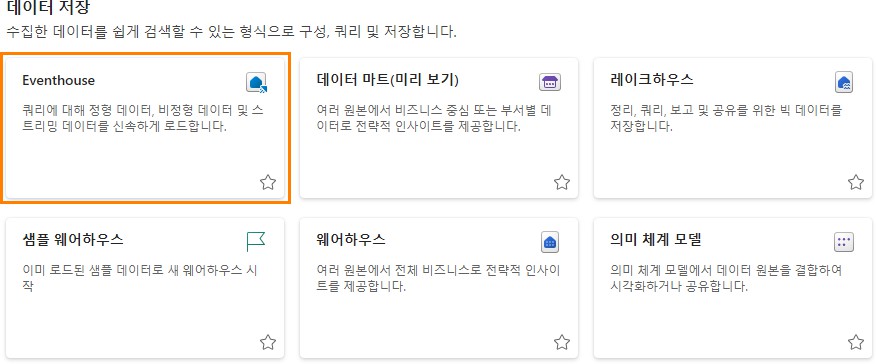 데이터 저장
수집한 데이터를 쉽게 검색할 수 있는 형식으로 구성, 쿼리 및 저장합니다.
Eventhouse
쿼리에 대해 정형 데이터, 비정형 데이터 및 스
트리밍 데이터를 신속하게 로드합니다.
데이터 마트(미리 보기)
여러 원본에서 비즈니스 중심 또는 부서별 데
이터로 전략적 인사이트를 제공합니다.
레이크하우스
정리, 쿼리, 보고 및 공유를 위한 빅 데이터를
저장합니다.
샘플 웨어하우스
이미 로드된 샘플 데이터로 새 웨어하우스 시
작
웨어하우스
여러 원본에서 전체 비즈니스로 전략적 인사이
트를 제공합니다.
의미 체계 모델
의미 체계 모델에서 데이터 원본을 결합하여
시각화하거나 공유합니다.